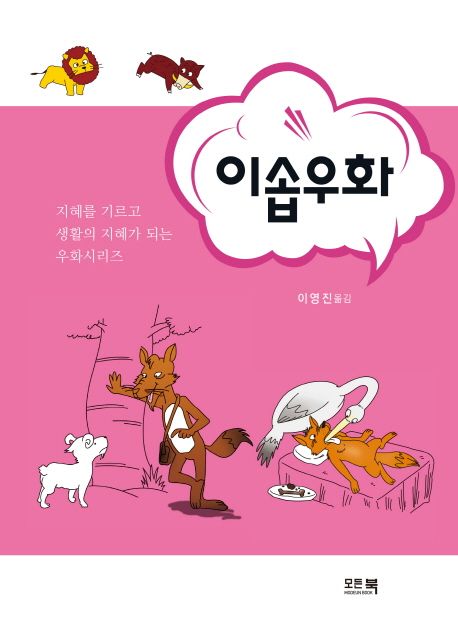 이솝우화
지혜를 기르고
생활의 지혜가 되는
우화시리즈
이영진옮김
모든북
MODEUN BOOK